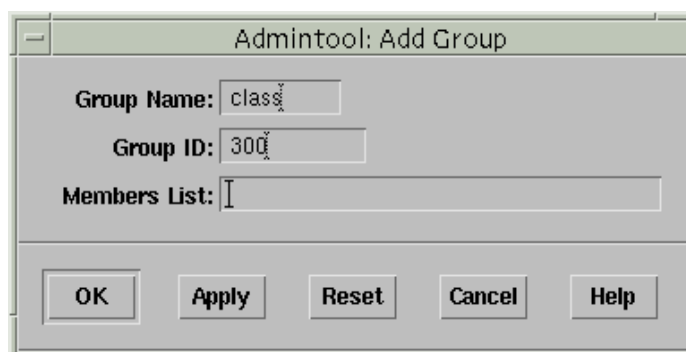 Admintool: Add Group
Group Name: class
Group ID: 300
Members List:
OK Apply Reset Cancel Help